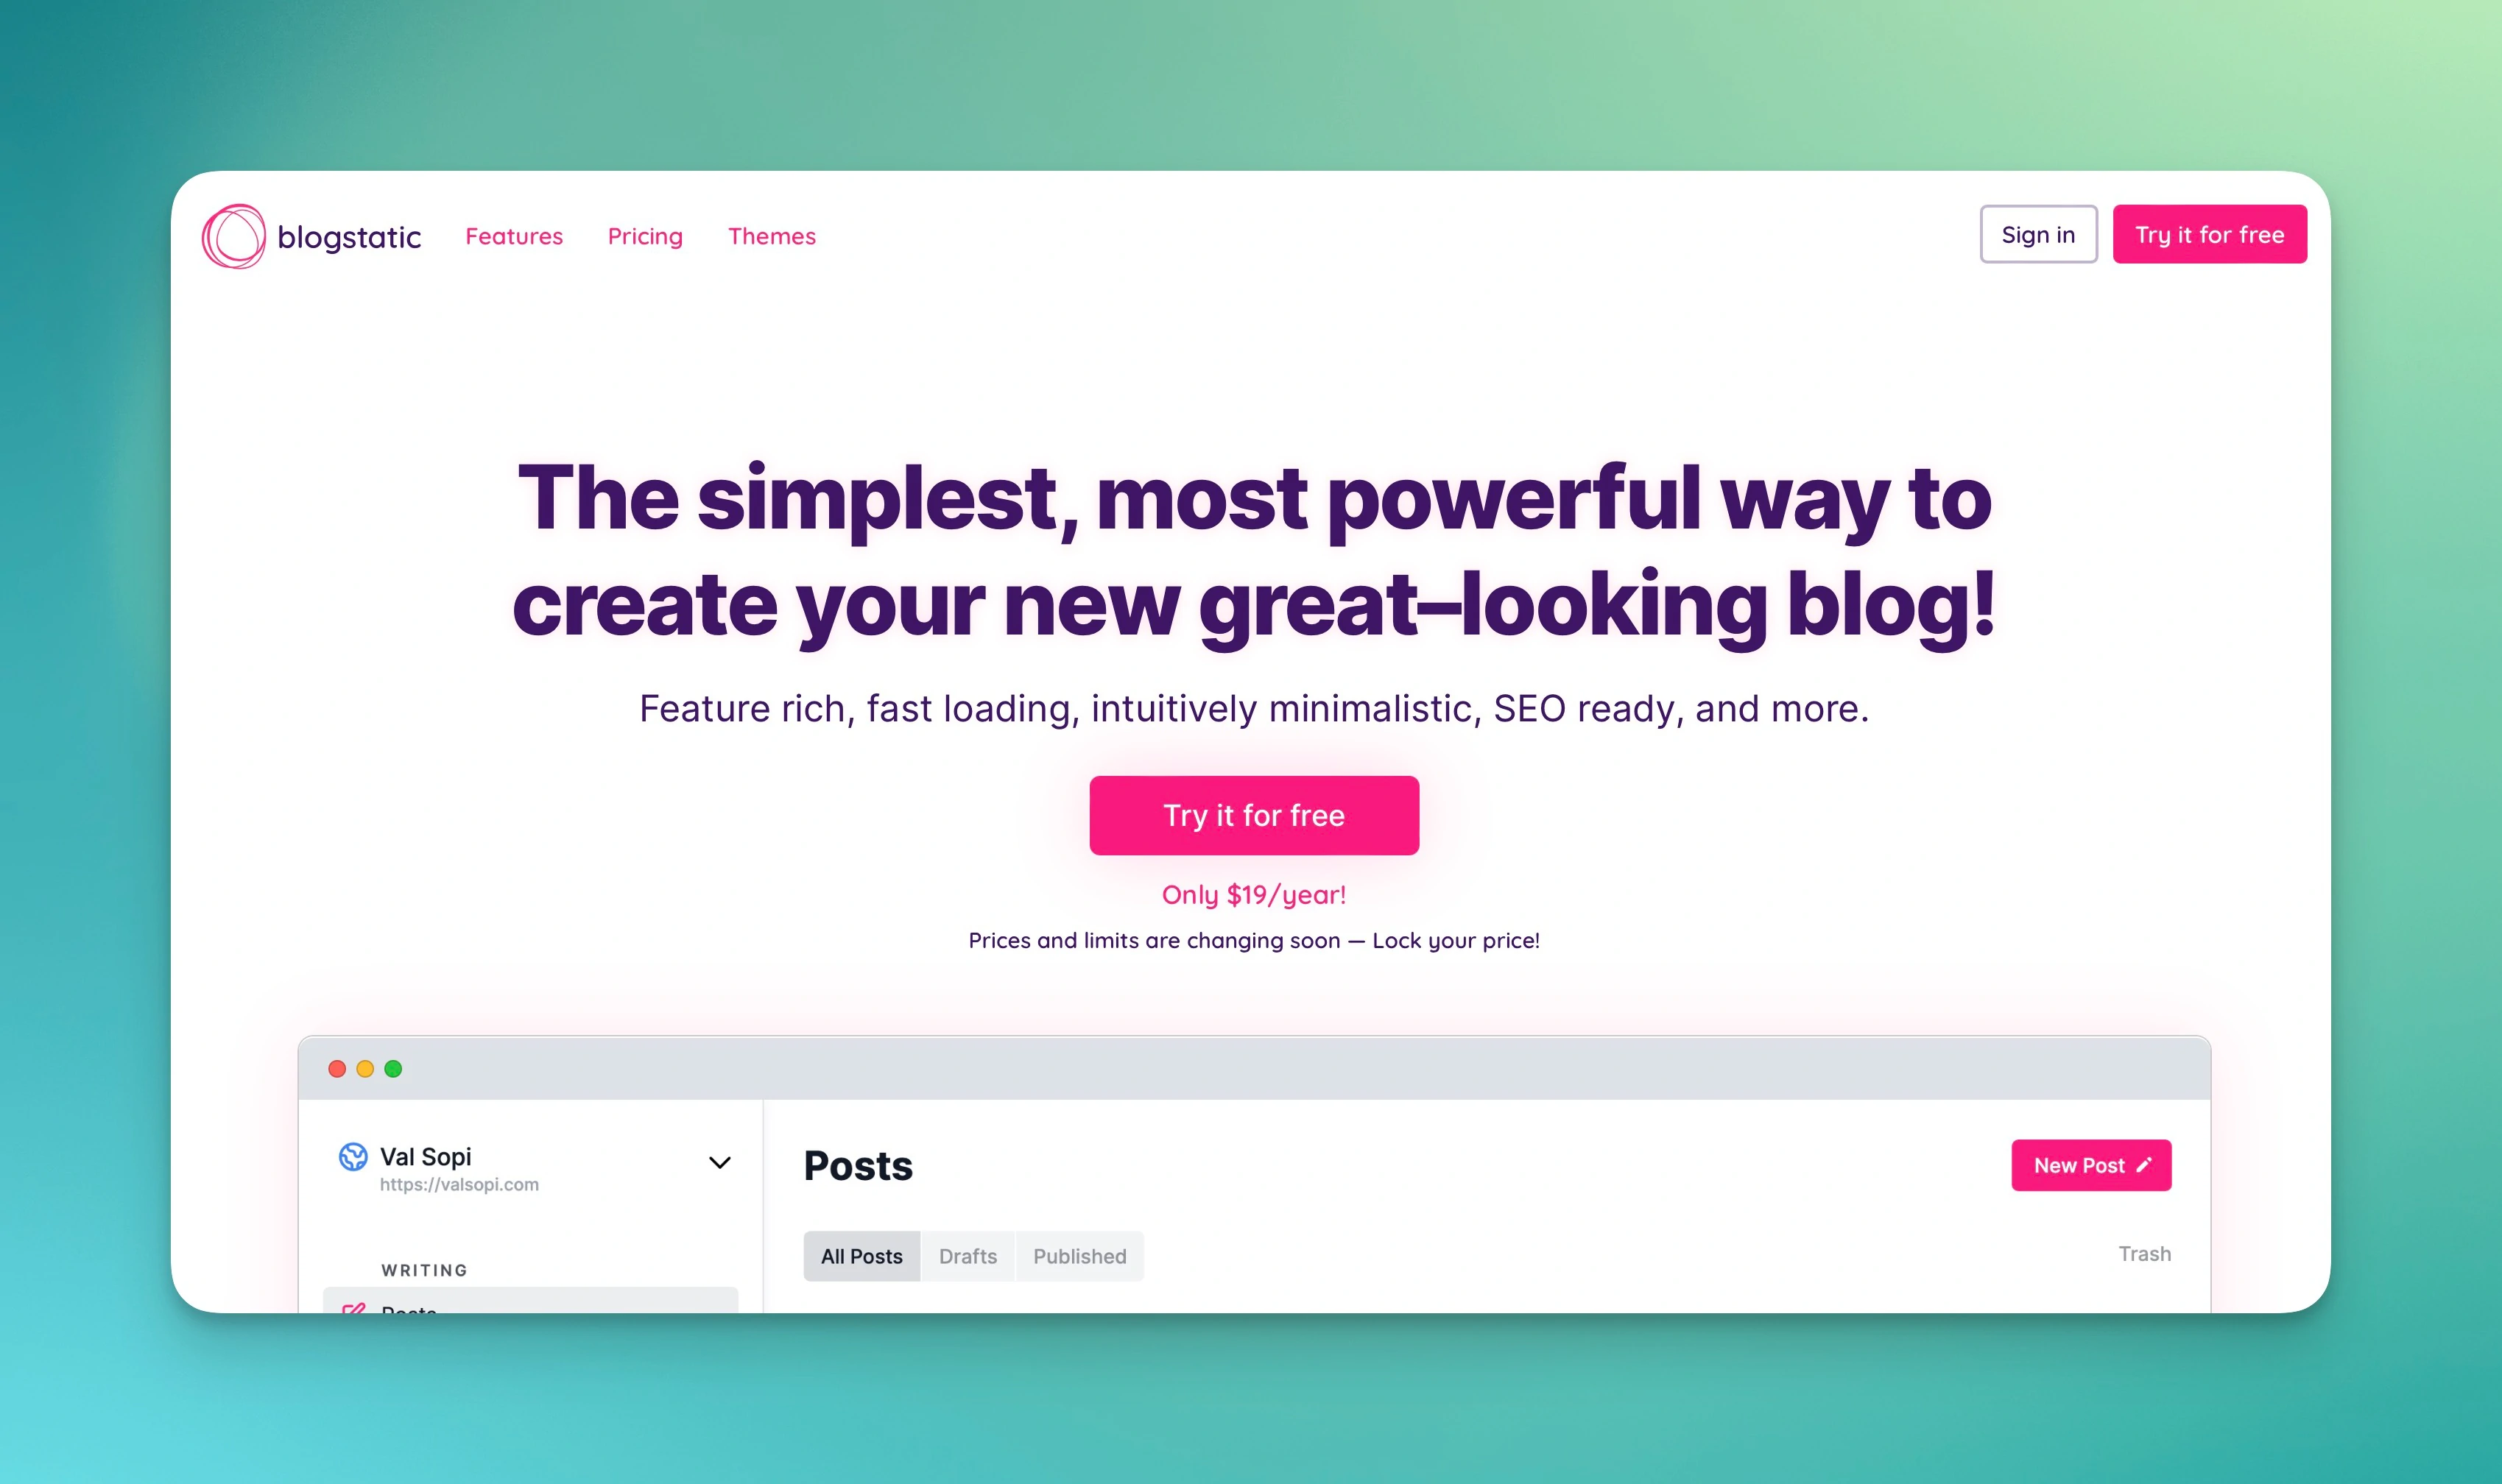 blogstatic
Features
Pricing
Themes
Sign in
Try it for free
The simplest, most powerful way to
create your new great–looking blog!
Feature rich, fast loading, intuitively minimalistic, SEO ready, and more.
Try it for free
Only $19/year!
Prices and limits are changing soon — Lock your price!
Val Sopi
https://valsopi.com
WRITING
Posts
Posts
New Post
All Posts
Drafts
Published
Trash